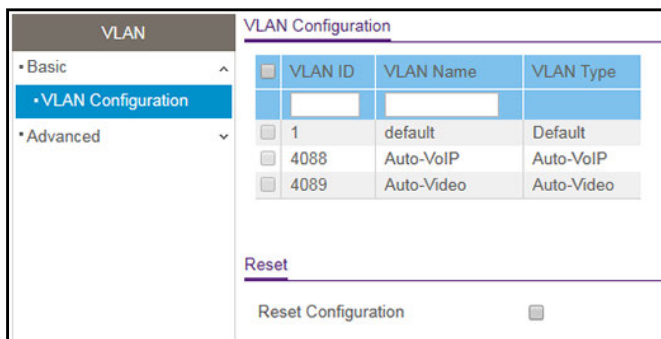 VLAN
▪ Basic
▪ VLAN Configuration
▪ Advanced
VLAN Configuration
VLAN ID VLAN Name VLAN Type
1 default Default
4088 Auto-VoIP Auto-VoIP
4089 Auto-Video Auto-Video
Reset
Reset Configuration